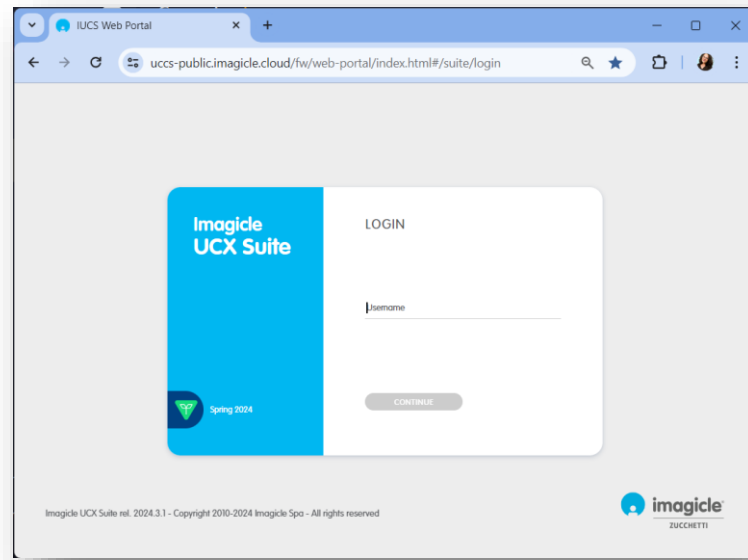 IUCS Web Portal
uccs-public.imagicle.cloud/fw/web-portal/index.html#/suite/login
Imagicle
UCX Suite
LOGIN
Username
Spring 2024
CONTINUE
Imagicle UCX Suite rel. 2024.3.1 - Copyright 2010-2024 Imagicle Spa - All rights reserved
imagicle
ZUCCHETTI